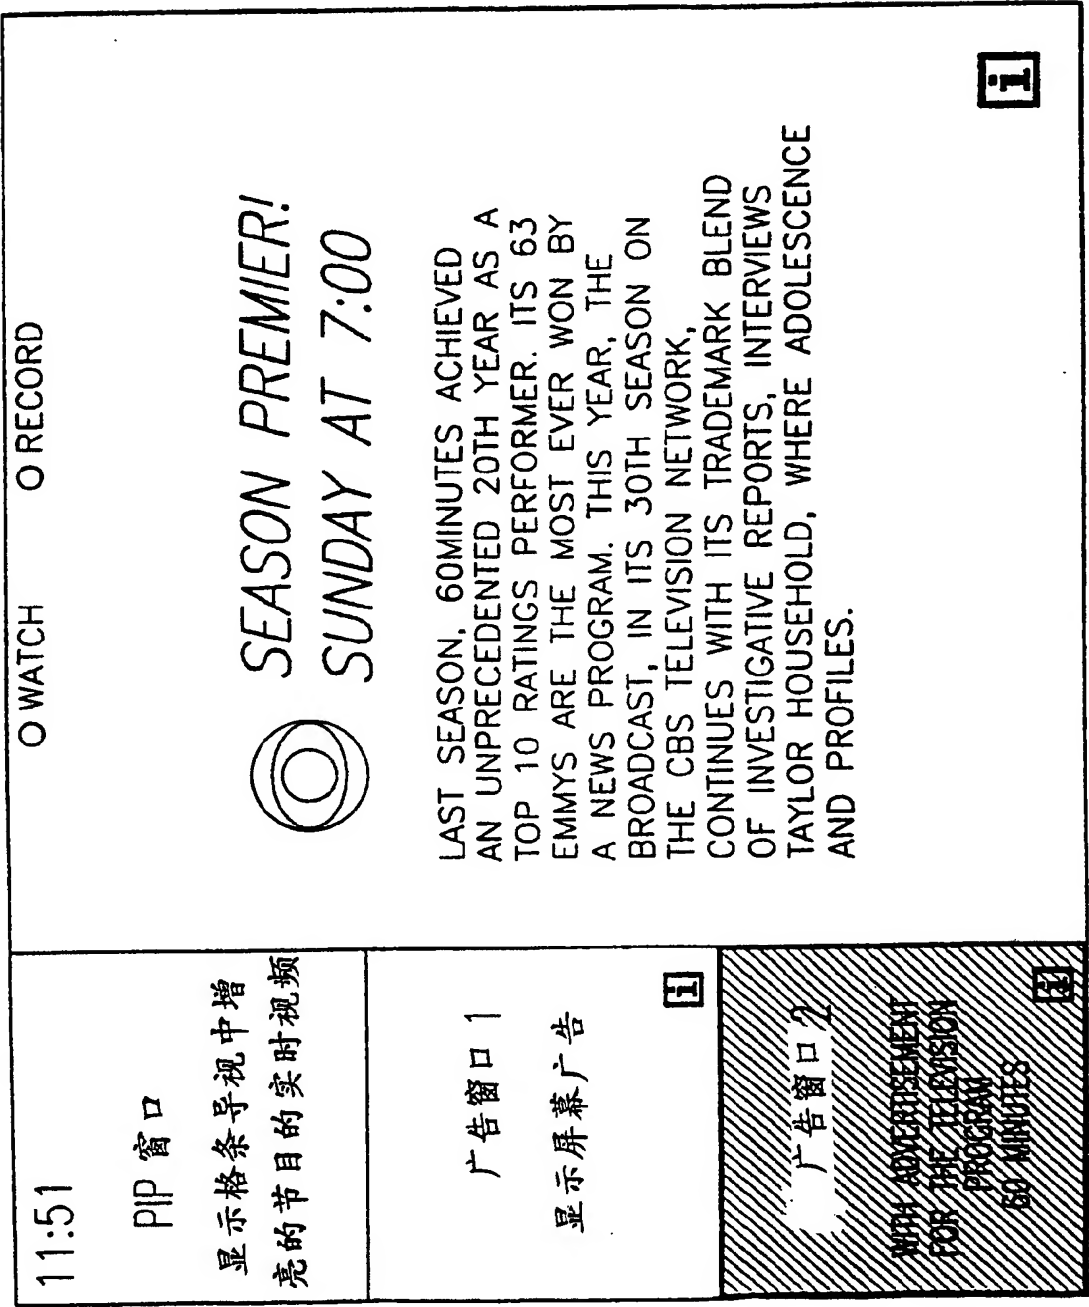 11:51
PIP 窗口
显示格条导视中增
亮的节目的实时视频
广告窗口 1
显示屏幕广告
i
广告窗口 2
WITH ADVERTISEMENT
FOR THE TELEVISION
PROGRAM
60 MINUTES
i
O WATCH O RECORD
SEASON PREMIER!
SUNDAY AT 7:00
LAST SEASON, 60MINUTES ACHIEVED
AN UNPRECEDENTED 20TH YEAR AS A
TOP 10 RATINGS PERFORMER. ITS 63
EMMYS ARE THE MOST EVER WON BY
A NEWS PROGRAM. THIS YEAR, THE
BROADCAST, IN ITS 30TH SEASON ON
THE CBS TELEVISION NETWORK,
CONTINUES WITH ITS TRADEMARK BLEND
OF INVESTIGATIVE REPORTS, INTERVIEWS
TAYLOR HOUSEHOLD, WHERE ADOLESCENCE
AND PROFILES.
i